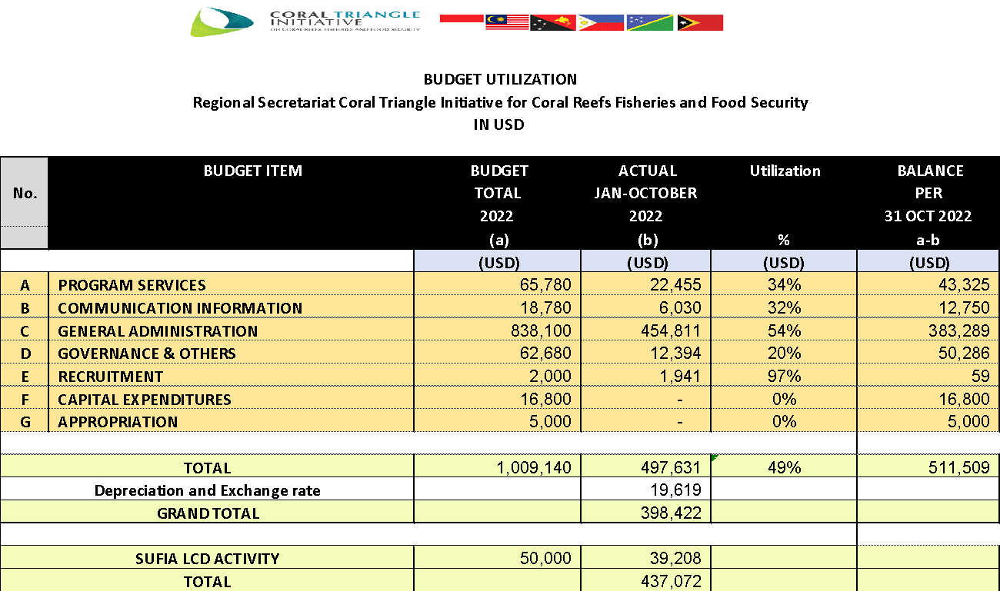 CORAL TRIANGLE
INITIATIVE
ON CORAL REEFS, FISHERIES AND FOOD SECURITY
BUDGET UTILIZATION
Regional Secretariat Coral Triangle Initiative for Coral Reefs Fisheries and Food Security
IN USD
No. BUDGET ITEM BUDGET TOTAL 2022 (a) ACTUAL JAN-OCTOBER 2022 (b) Utilization % BALANCE PER 31 OCT 2022 a-b
(USD) (USD) (USD) (USD)
A PROGRAM SERVICES 65,780 22,455 34% 43,325
B COMMUNICATION INFORMATION 18,780 6,030 32% 12,750
C GENERAL ADMINISTRATION 838,100 454,811 54% 383,289
D GOVERNANCE & OTHERS 62,680 12,394 20% 50,286
E RECRUITMENT 2,000 1,941 97% 59
F CAPITAL EXPENDITURES 16,800 - 0% 16,800
G APPROPRIATION 5,000 - 0% 5,000
TOTAL 1,009,140 497,631 49% 511,509
Depreciation and Exchange rate 19,619
GRAND TOTAL 398,422
SUFIA LCD ACTIVITY 50,000 39,208
TOTAL 437,072